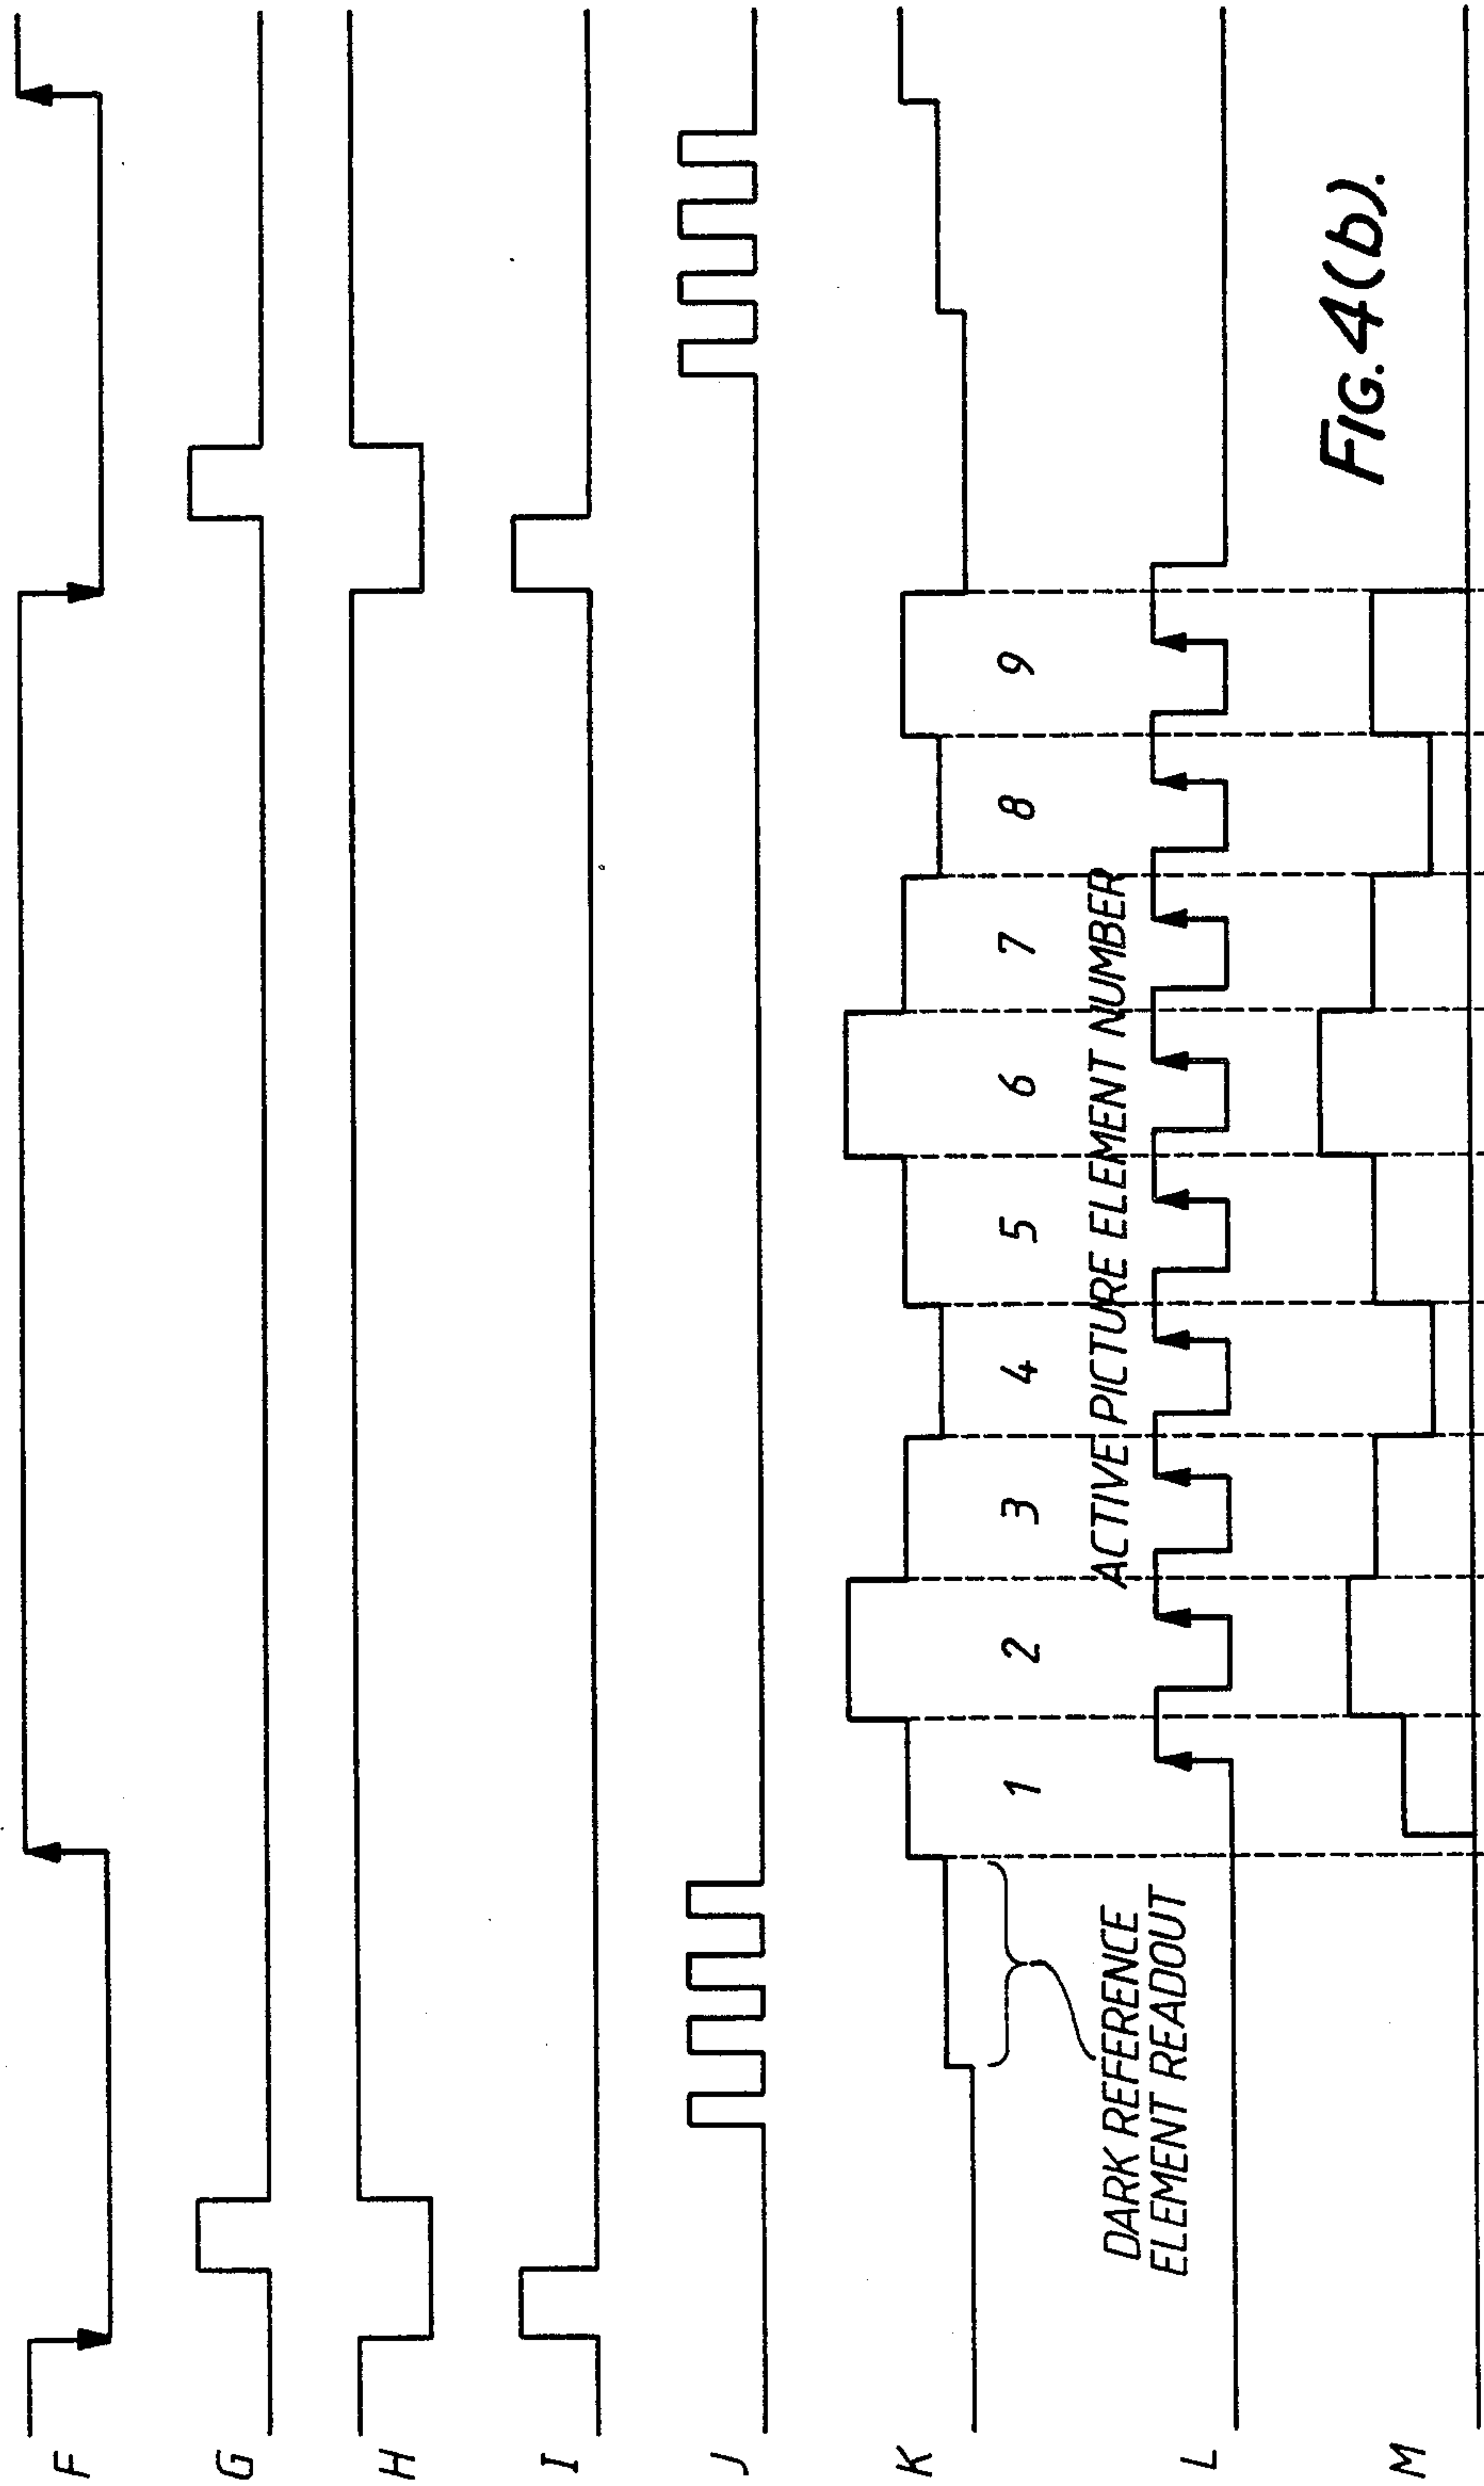 F
G
H
I
J
K
1 2 3 4 5 6 7 8 9
DARK REFERENCE
ELEMENT READOUT
ACTIVE PICTURE ELEMENT NUMBER
L
M
FIG. 4(b).